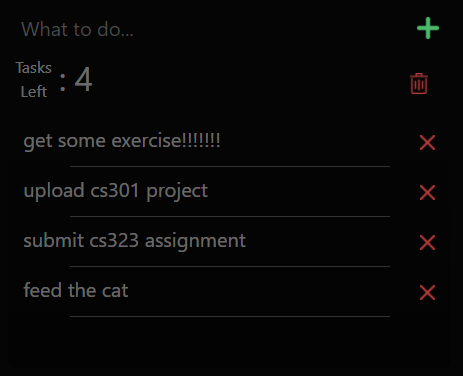 What to do...
Tasks
Left
: 4
get some exercise!!!!!!!
upload cs301 project
submit cs323 assignment
feed the cat